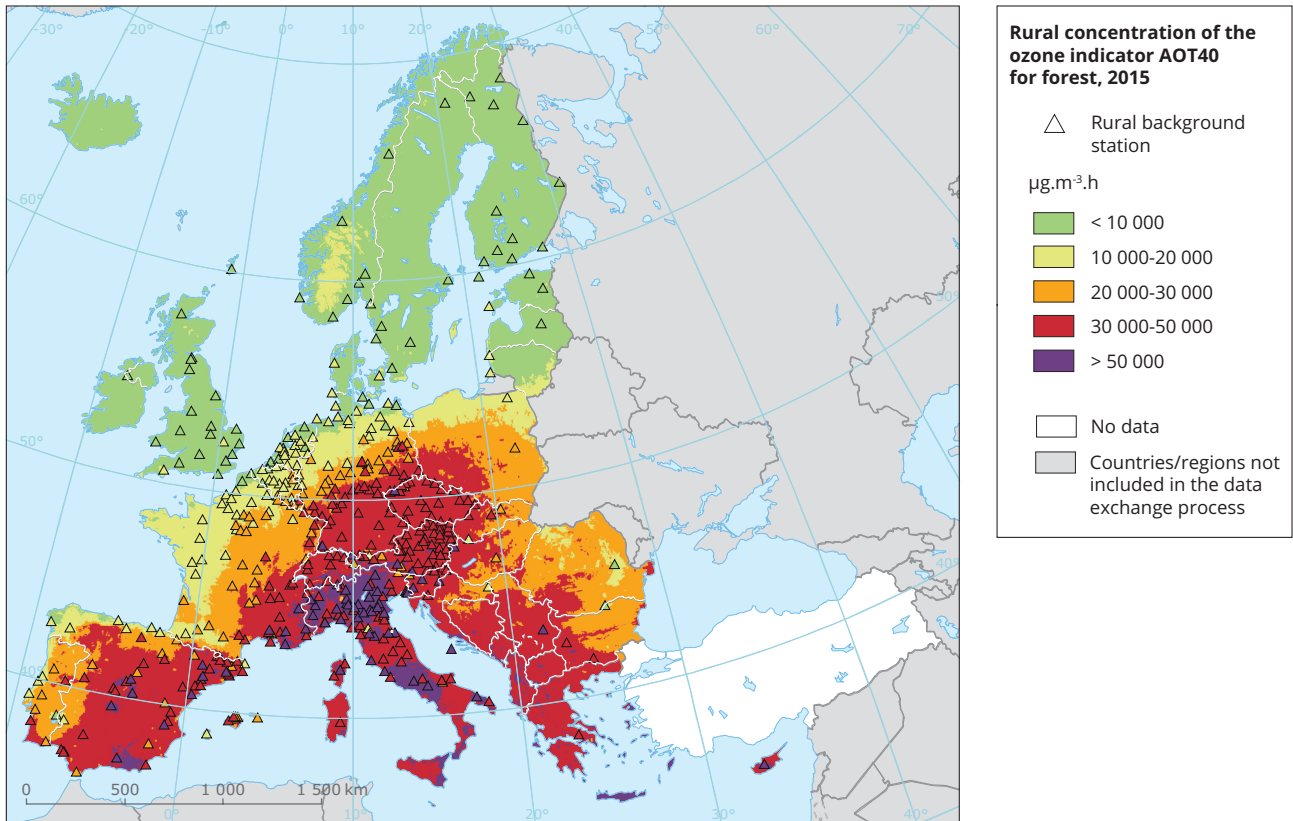 -30°
-20°
-10°
0°
10°
20°
30°
40°
50°
60°
70°
60°
50°
50°
40°
40°
0 500 1 000 1 500 km
0°
10°
20°
30°
40°
Rural concentration of the
ozone indicator AOT40
for forest, 2015
Rural background
station
µg.m-3.h
< 10 000
10 000-20 000
20 000-30 000
30 000-50 000
> 50 000
No data
Countries/regions not
included in the data
exchange process